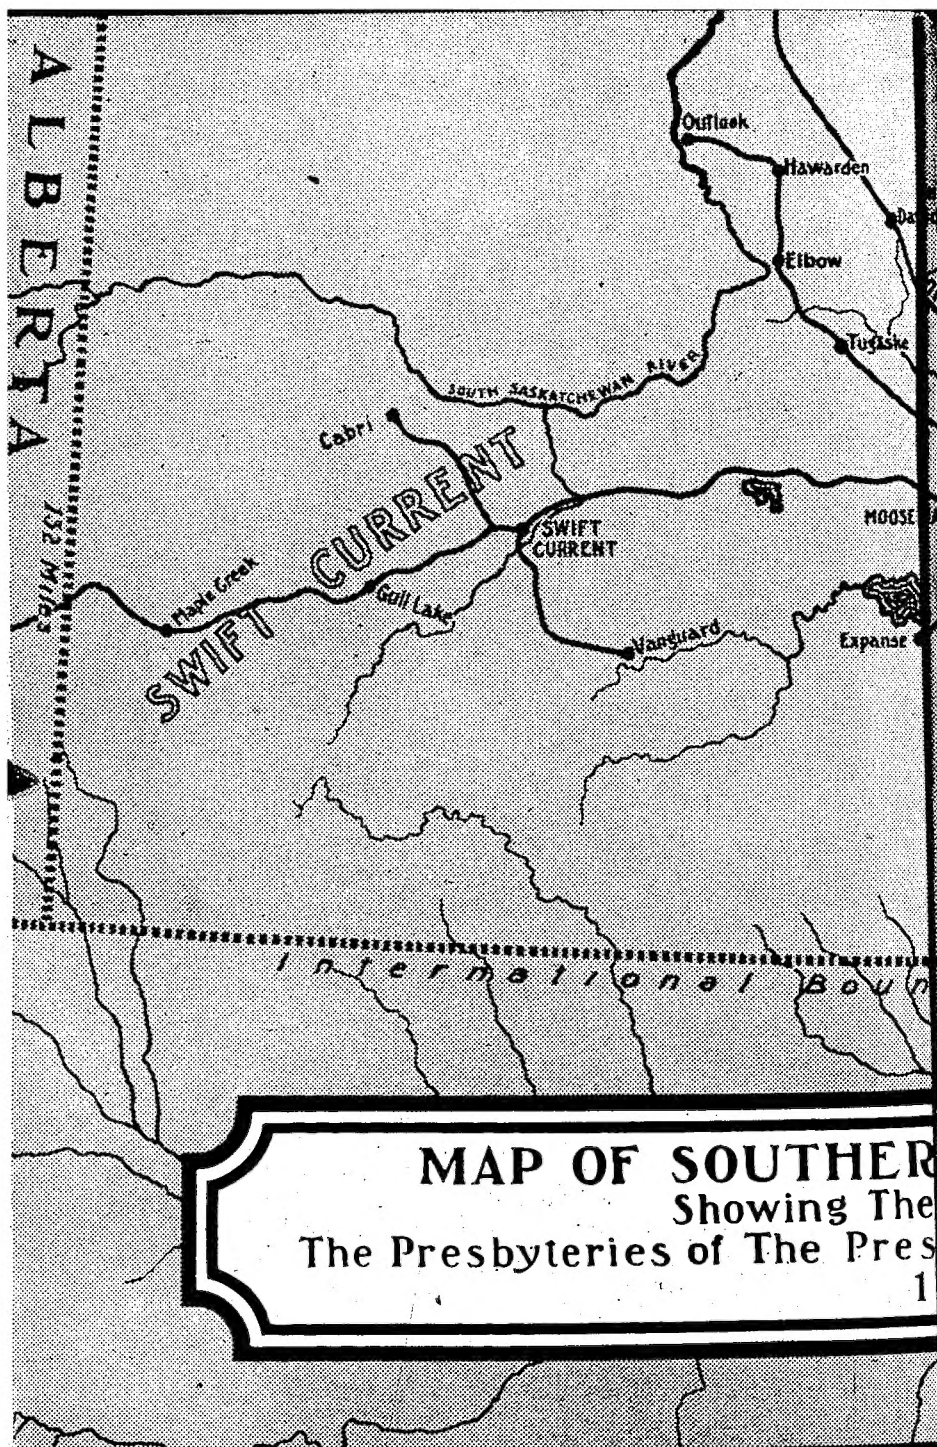 ALBERTA
132 Miles
Outlook
Hawarden
Elbow
Tugaske
SOUTH SASKATCHEWAN RIVER
Cabri
SWIFT CURRENT
SWIFT
CURRENT
MOOSE
Maple Creek
Gull Lake
Vanguard
Expanse
International Boun
MAP OF SOUTHER
Showing The
The Presbyteries of The Pres
1